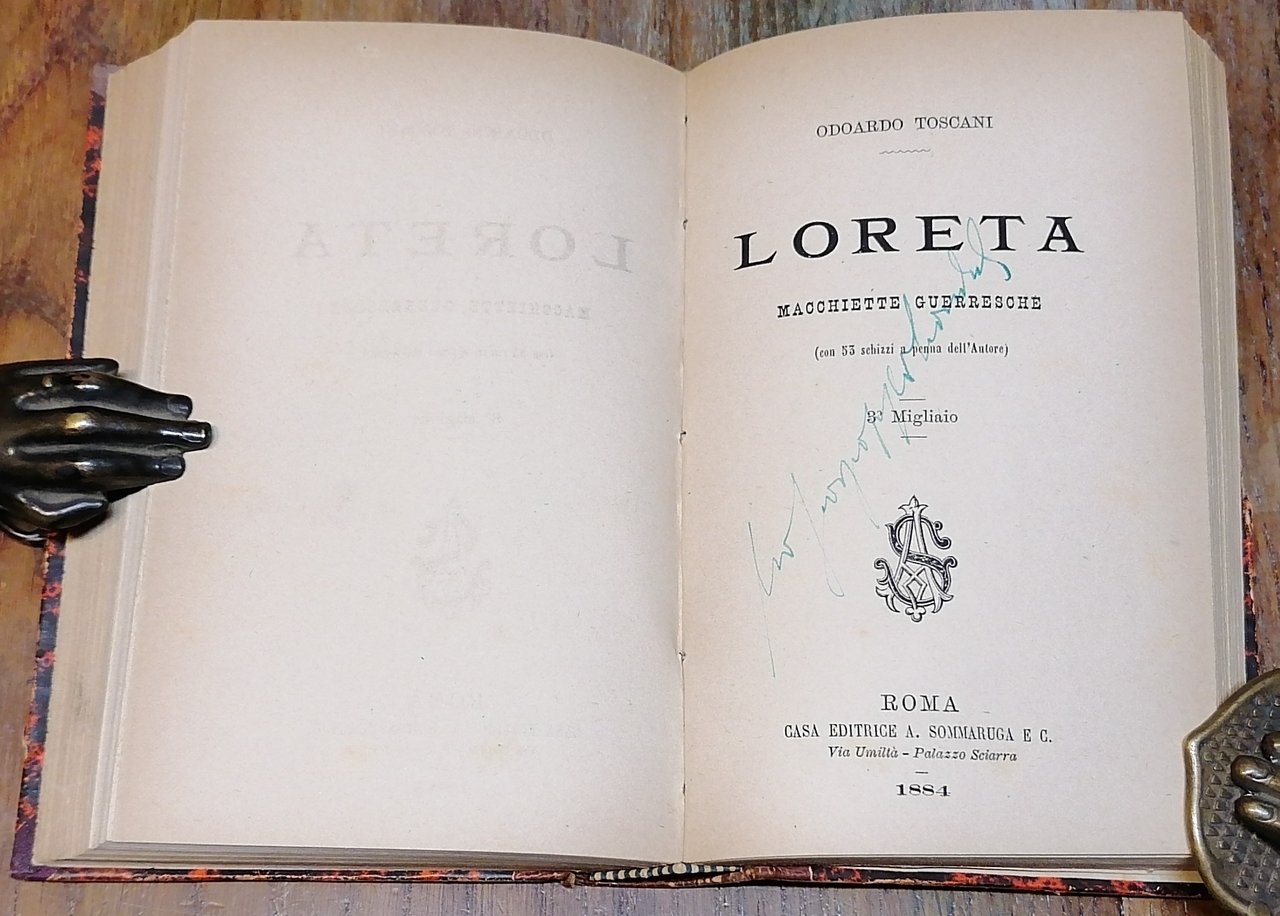 ODOARDO TOSCANI
LORETA
MACCHIETTE GUERRESCHE
(con 53 schizzi a penna dell'Autore)
3º Migliaio
ROMA
CASA EDITRICE A. SOMMARUGA E C.
Via Umiltà - Palazzo Sciarra
1884